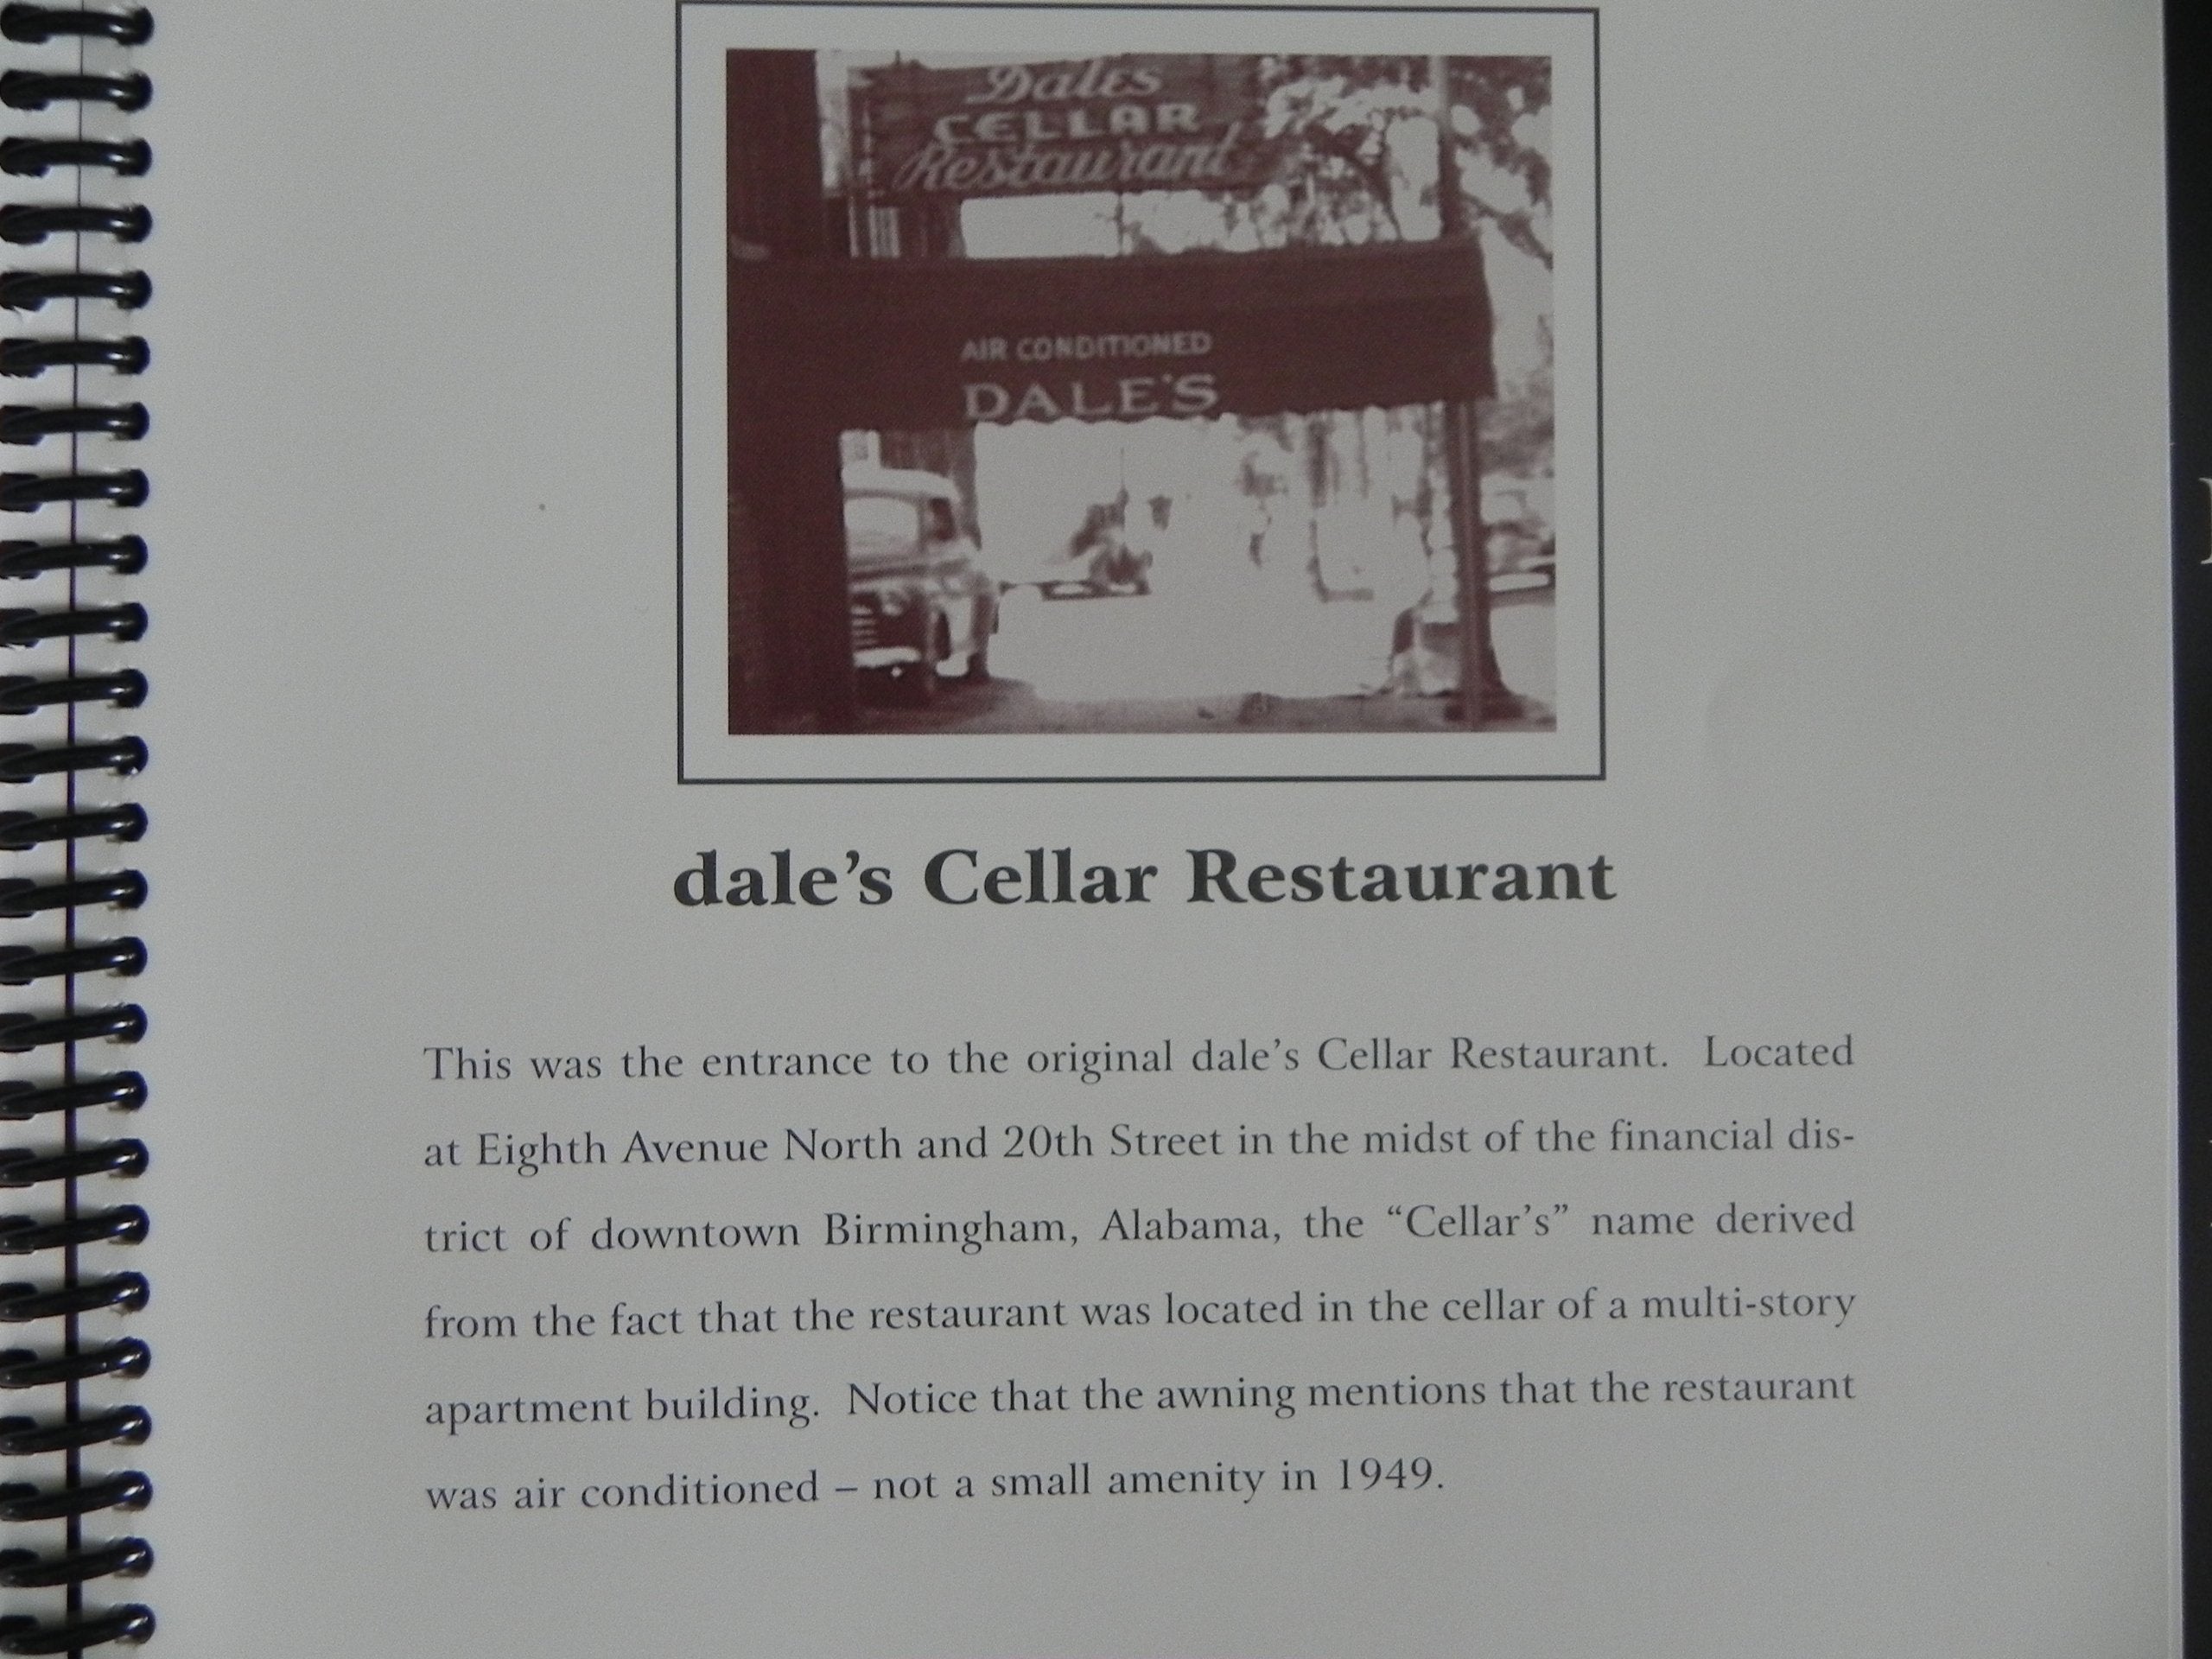 Dales
CELLAR
Restaurant
AIR CONDITIONED
DALE'S
dale’s Cellar Restaurant
This was the entrance to the original dale’s Cellar Restaurant. Located
at Eighth Avenue North and 20th Street in the midst of the financial dis-
trict of downtown Birmingham, Alabama, the “Cellar’s” name derived
from the fact that the restaurant was located in the cellar of a multi-story
apartment building. Notice that the awning mentions that the restaurant
was air conditioned – not a small amenity in 1949.